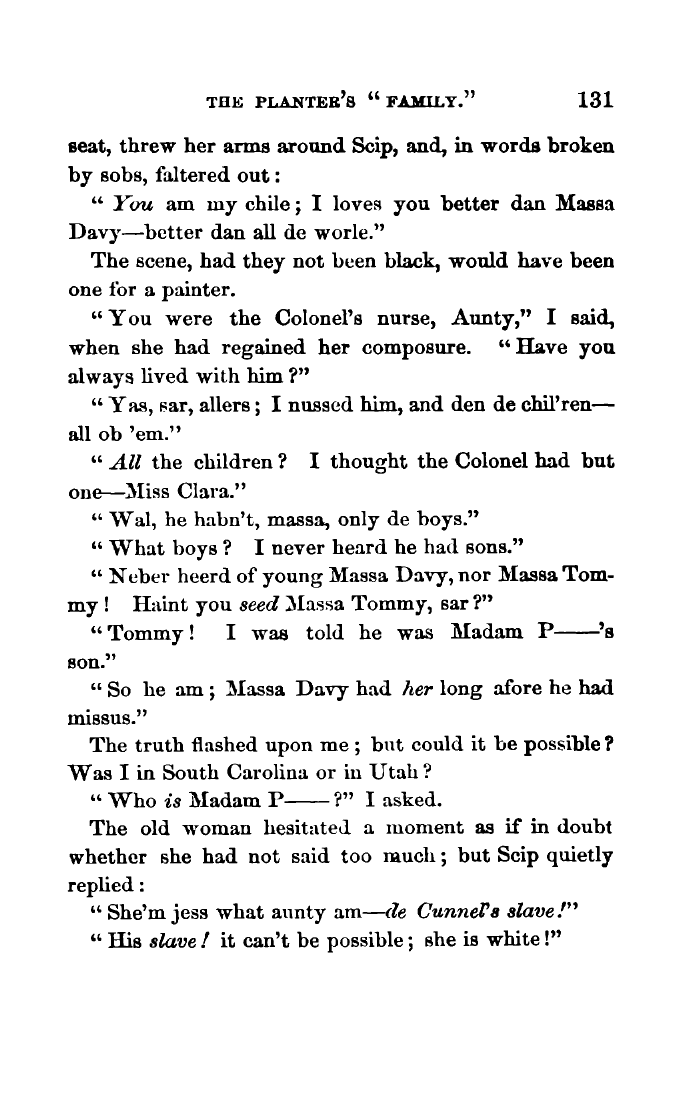 THE PLANTER'S “ FAMILY.” 131
seat, threw her arms around Scip, and, in words broken
by sobs, faltered out :
“ You am my chile ; I loves you better dan Massa
Davy—better dan all de worle.”
The scene, had they not been black, would have been
one for a painter.
“ You were the Colonel's nurse, Aunty,” I said,
when she had regained her composure. “ Have you
always lived with him ?”
“ Yas, sar, allers ; I nussed him, and den de chil'ren—
all ob 'em.”
“ All the children ? I thought the Colonel had but
one—Miss Clara.”
“ Wal, he habn't, massa, only de boys.”
“ What boys ? I never heard he had sons.”
“ Neber heerd of young Massa Davy, nor Massa Tom-
my ! Haint you seed Massa Tommy, sar ?”
“ Tommy ! I was told he was Madam P——'s
son.”
“ So he am ; Massa Davy had her long afore he had
missus.”
The truth flashed upon me ; but could it be possible ?
Was I in South Carolina or in Utah ?
“ Who is Madam P—— ?” I asked.
The old woman hesitated a moment as if in doubt
whether she had not said too much ; but Scip quietly
replied :
“ She'm jess what aunty am—de Cunnel's slave !”
“ His slave ! it can't be possible ; she is white !”